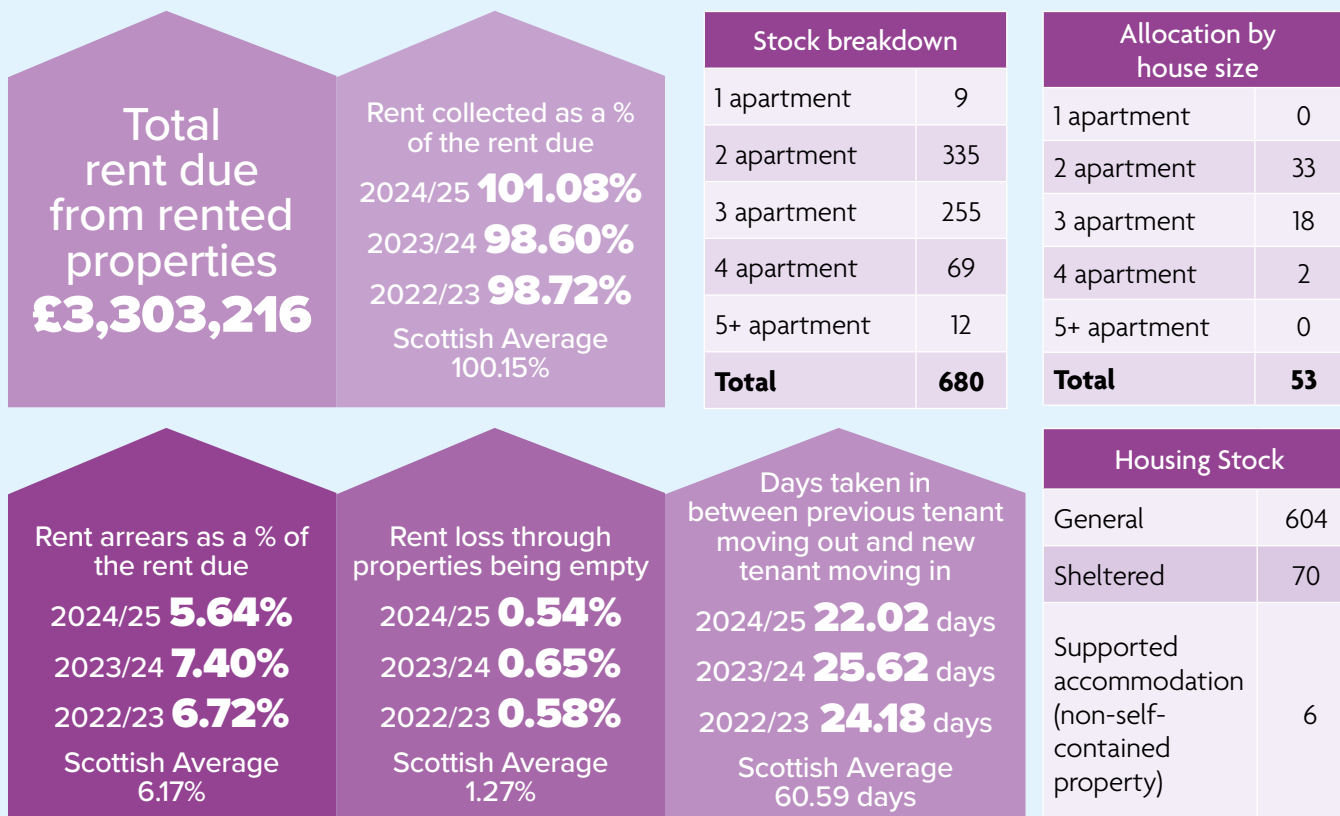 Total
rent due
from rented
properties
£3,303,216
Rent collected as a %
of the rent due
2024/25 101.08%
2023/24 98.60%
2022/23 98.72%
Scottish Average
100.15%
Stock breakdown
1 apartment 9
2 apartment 335
3 apartment 255
4 apartment 69
5+ apartment 12
Total 680
Allocation by
house size
1 apartment 0
2 apartment 33
3 apartment 18
4 apartment 2
5+ apartment 0
Total 53
Rent arrears as a % of
the rent due
2024/25 5.64%
2023/24 7.40%
2022/23 6.72%
Scottish Average
6.17%
Rent loss through
properties being empty
2024/25 0.54%
2023/24 0.65%
2022/23 0.58%
Scottish Average
1.27%
Days taken in
between previous tenant
moving out and new
tenant moving in
2024/25 22.02 days
2023/24 25.62 days
2022/23 24.18 days
Scottish Average
60.59 days
Housing Stock
General 604
Sheltered 70
Supported
accommodation
(non-self-
contained
property) 6